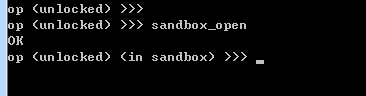 op (unlocked) >>>
op (unlocked) >>> sandbox_open
OK
op (unlocked) (in sandbox) >>> _